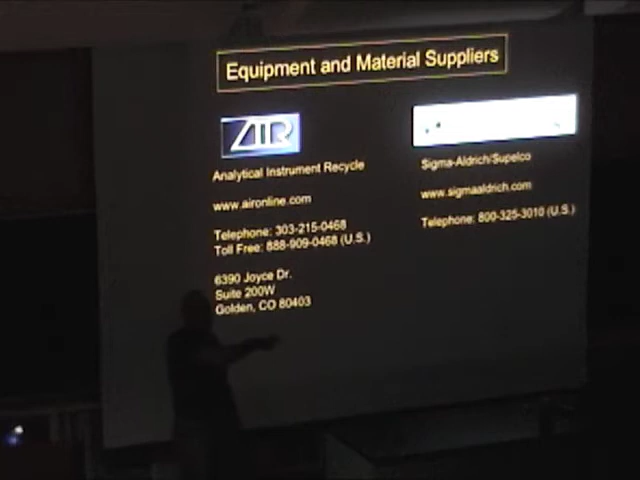 Equipment and Material Suppliers
AIR
Analytical Instrument Recycle
www.aironline.com
Telephone: 303-215-0468
Toll Free: 888-909-0468 (U.S.)
6390 Joyce Dr.
Suite 200W
Golden, CO 80403
Sigma-Aldrich/Supelco
www.sigmaaldrich.com
Telephone: 800-325-3010 (U.S.)